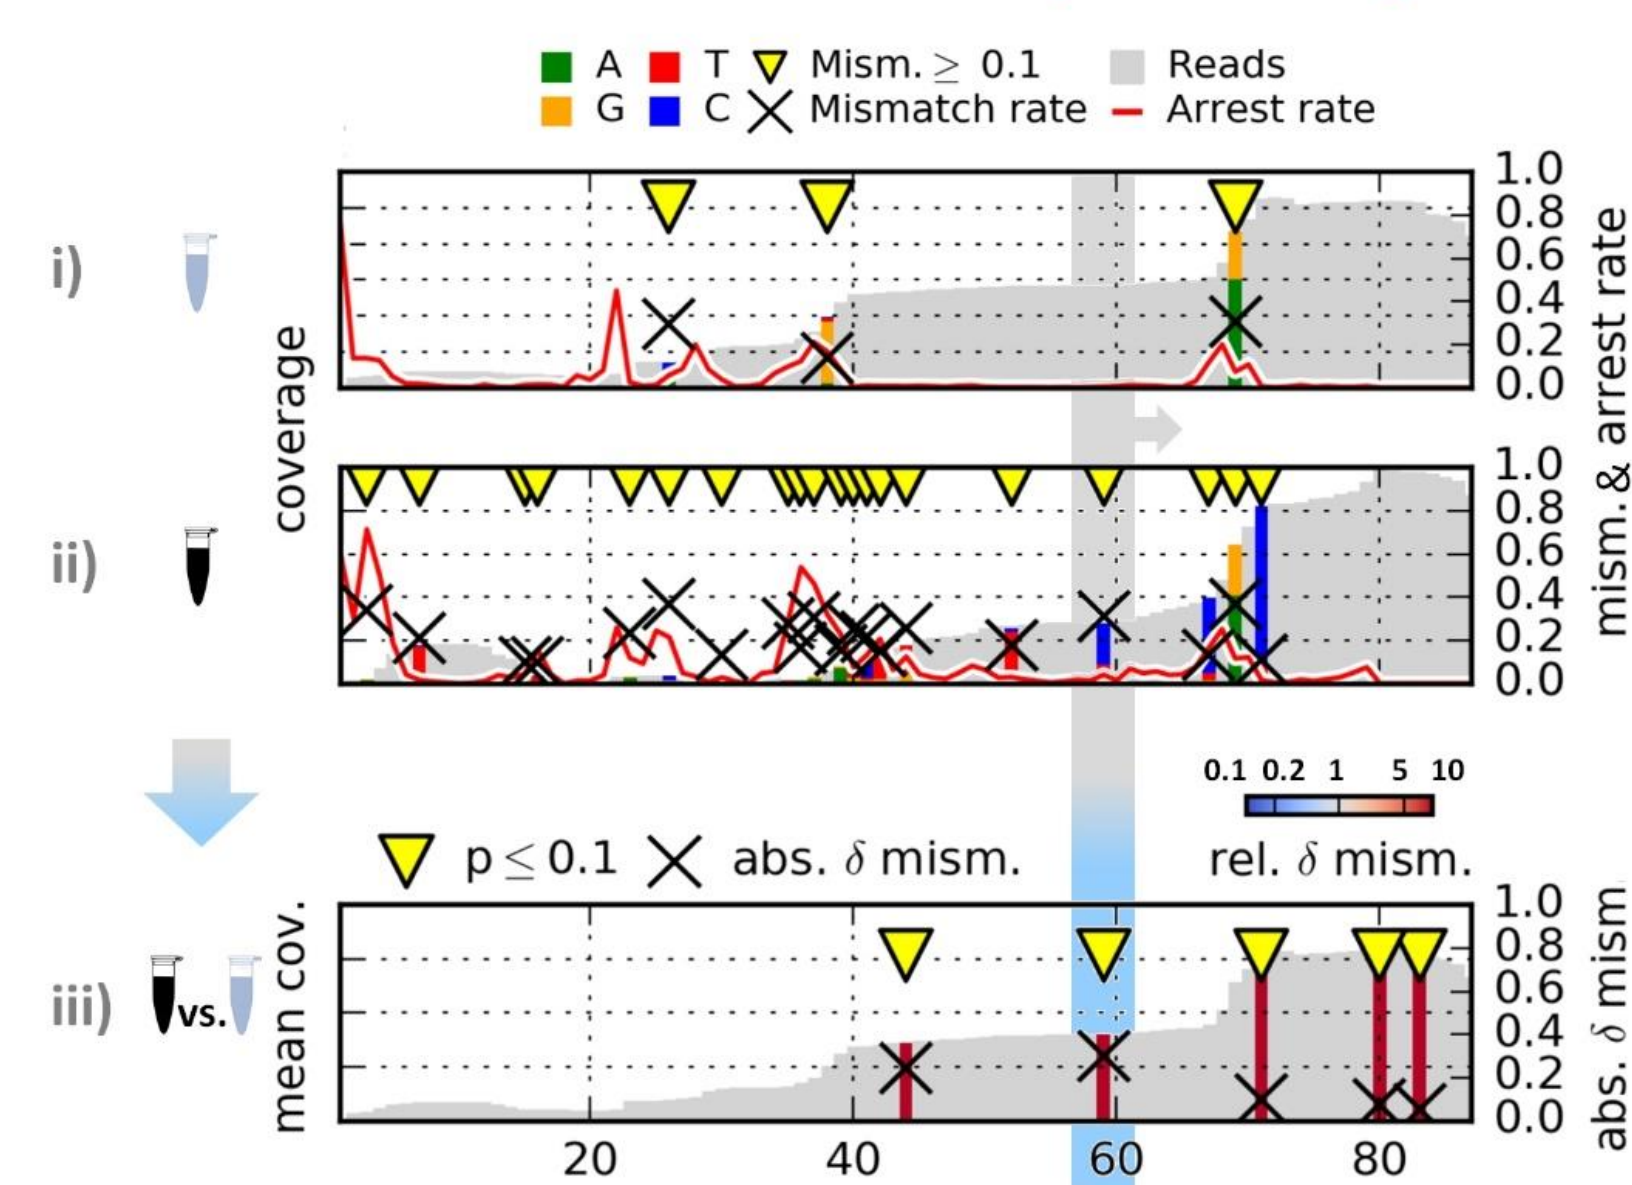 A T Mism. ≥ 0.1 Reads
G C Mismatch rate Arrest rate
i)
ii)
iii)
vs.
coverage
1.0
0.8
0.6
0.4
0.2
0.0
mism. & arrest rate
1.0
0.8
0.6
0.4
0.2
0.0
0.1 0.2 1 5 10
p ≤ 0.1 abs. δ mism. rel. δ mism.
mean cov.
1.0
0.8
0.6
0.4
0.2
0.0
abs. δ mism.
20 40 60 80